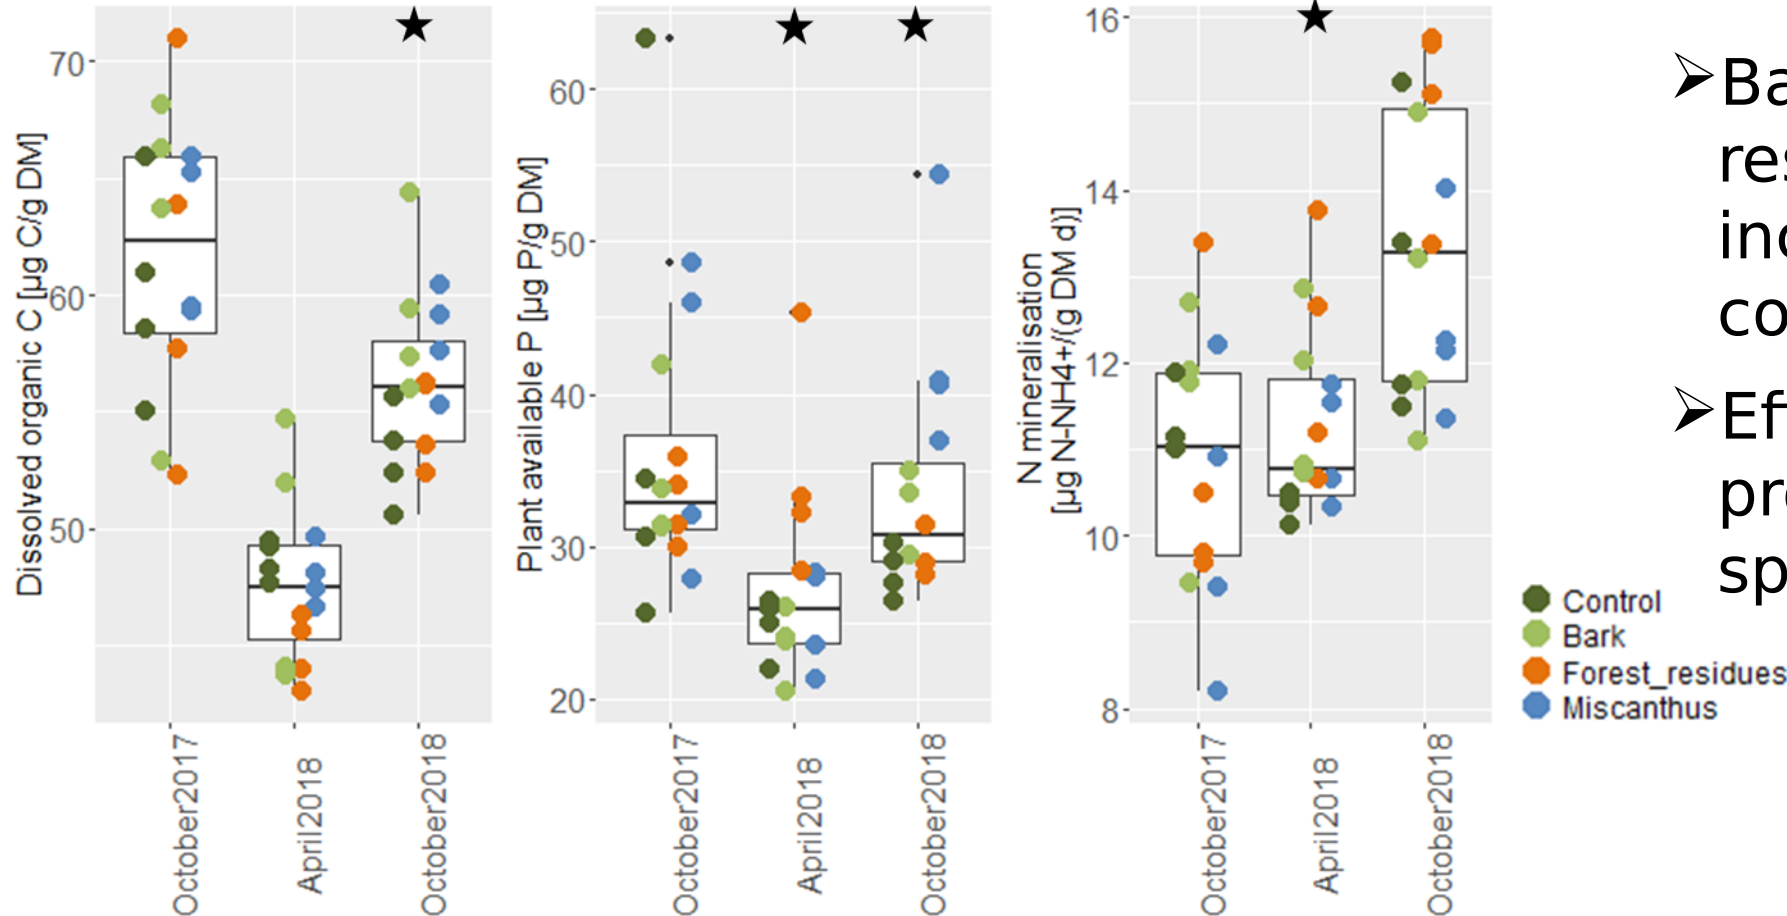 Dissolved organic C [µg C/g DM]
70
60
50
October2017
April2018
October2018
Plant available P [µg P/g DM]
60
50
40
30
20
October2017
April2018
October2018
N mineralisation
[µg N-NH4+/(g DM d)]
16
14
12
10
8
October2017
April2018
October2018
Control
Bark
Forest_residues
Miscanthus
➢Ba
res
inc
co
➢Ef
pro
sp